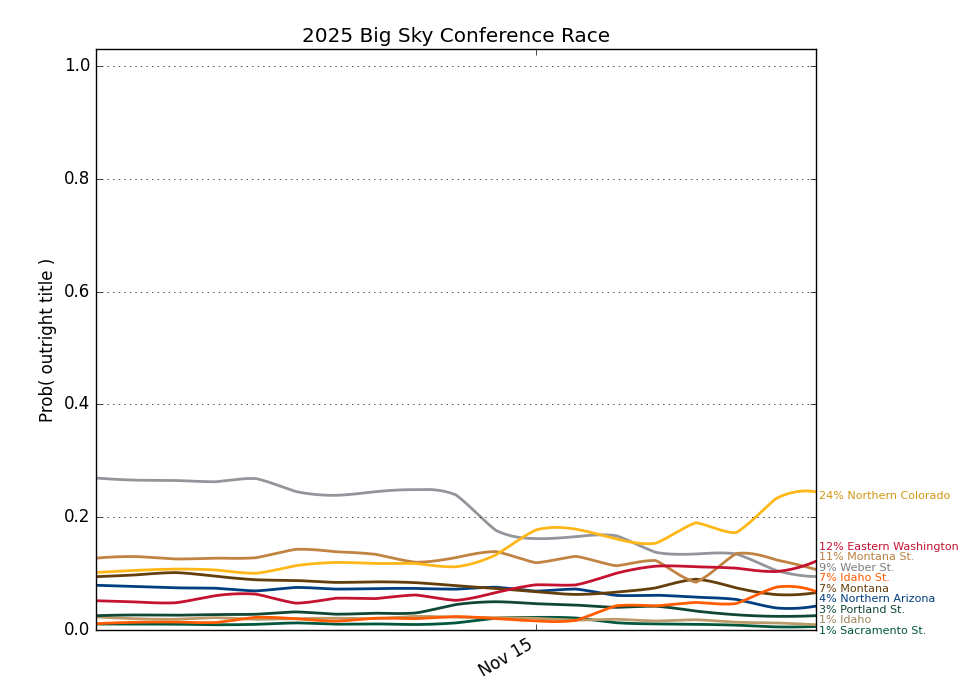 2025 Big Sky Conference Race
Prob( outright title )
1.0
0.8
0.6
0.4
0.2
0.0
Nov 15
24% Northern Colorado
12% Eastern Washington
11% Montana St.
9% Weber St.
7% Idaho St.
7% Montana
4% Northern Arizona
3% Portland St.
1% Idaho
1% Sacramento St.